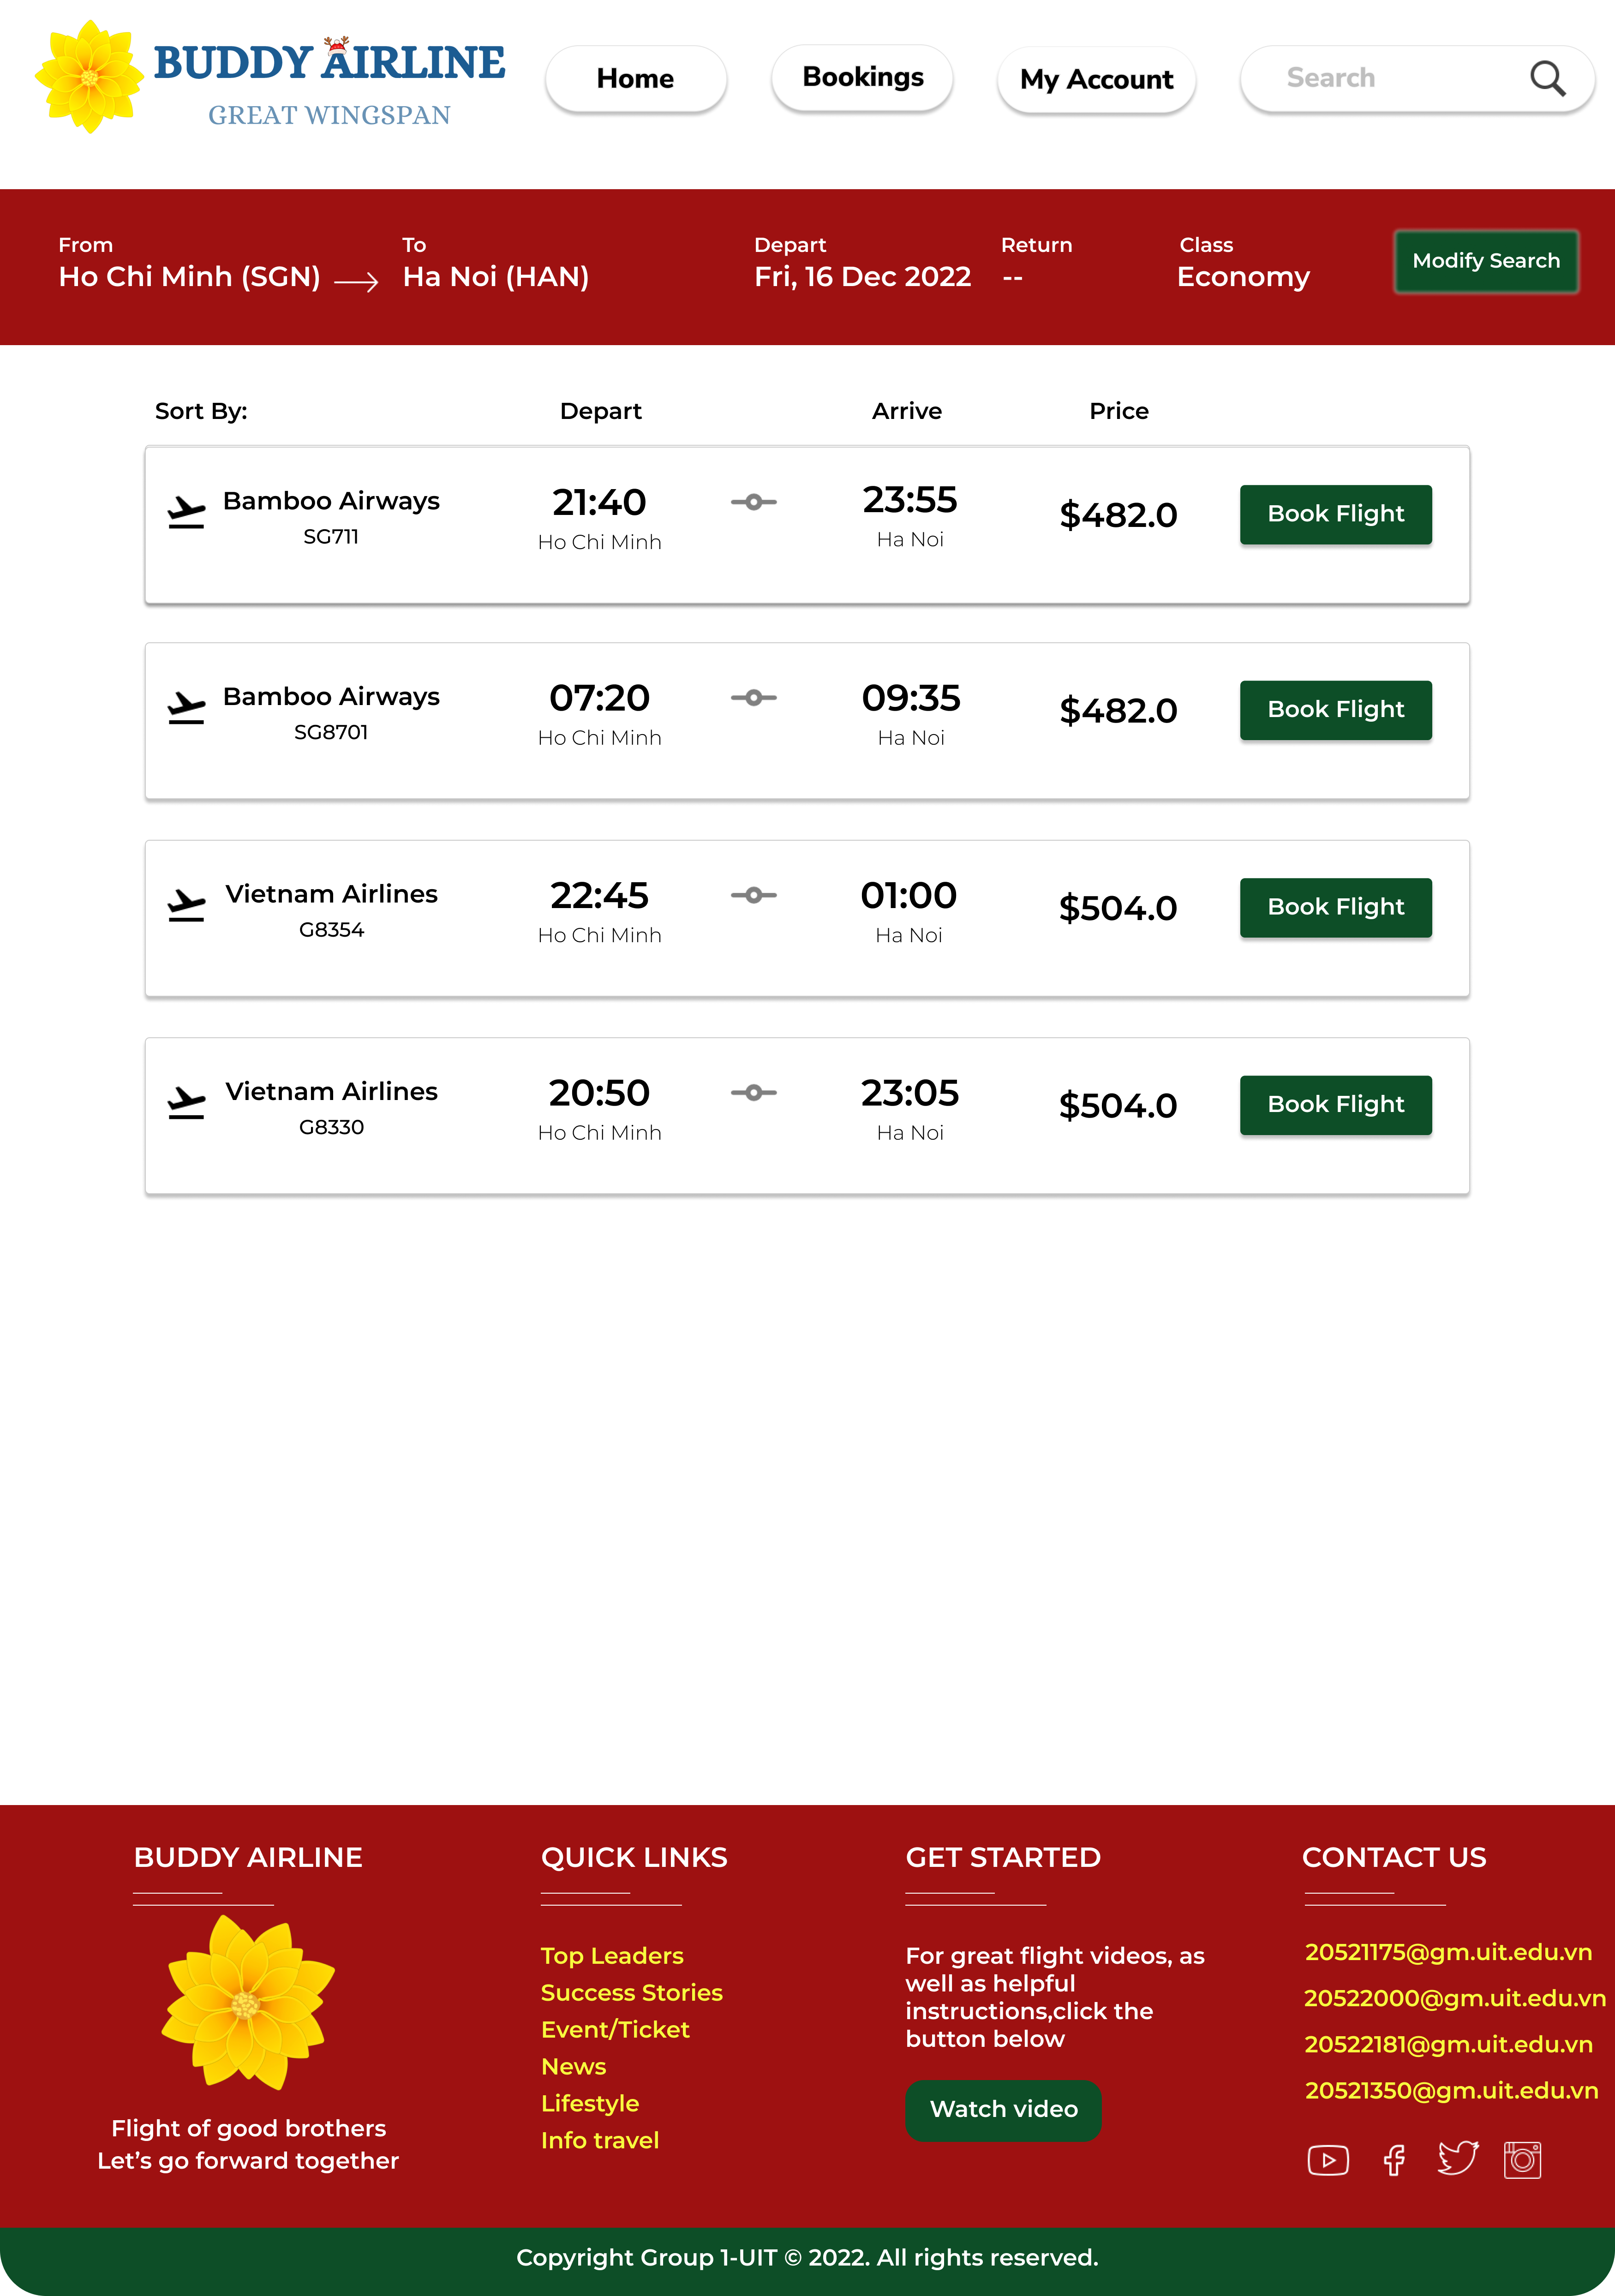 BUDDY AIRLINE
GREAT WINGSPAN
Home
Bookings
My Account
Search
From
Ho Chi Minh (SGN)
To
Ha Noi (HAN)
Depart
Fri, 16 Dec 2022
Return
--
Class
Economy
Modify Search
Sort By:
Depart
Arrive
Price
Bamboo Airways
SG711
21:40
Ho Chi Minh
23:55
Ha Noi
$482.0
Book Flight
Bamboo Airways
SG8701
07:20
Ho Chi Minh
09:35
Ha Noi
$482.0
Book Flight
Vietnam Airlines
G8354
22:45
Ho Chi Minh
01:00
Ha Noi
$504.0
Book Flight
Vietnam Airlines
G8330
20:50
Ho Chi Minh
23:05
Ha Noi
$504.0
Book Flight
BUDDY AIRLINE
Flight of good brothers
Let's go forward together
QUICK LINKS
Top Leaders
Success Stories
Event/Ticket
News
Lifestyle
Info travel
GET STARTED
For great flight videos, as
well as helpful
instructions,click the
button below
Watch video
CONTACT US
20521175@gm.uit.edu.vn
20522000@gm.uit.edu.vn
20522181@gm.uit.edu.vn
20521350@gm.uit.edu.vn
Copyright Group 1-UIT © 2022. All rights reserved.